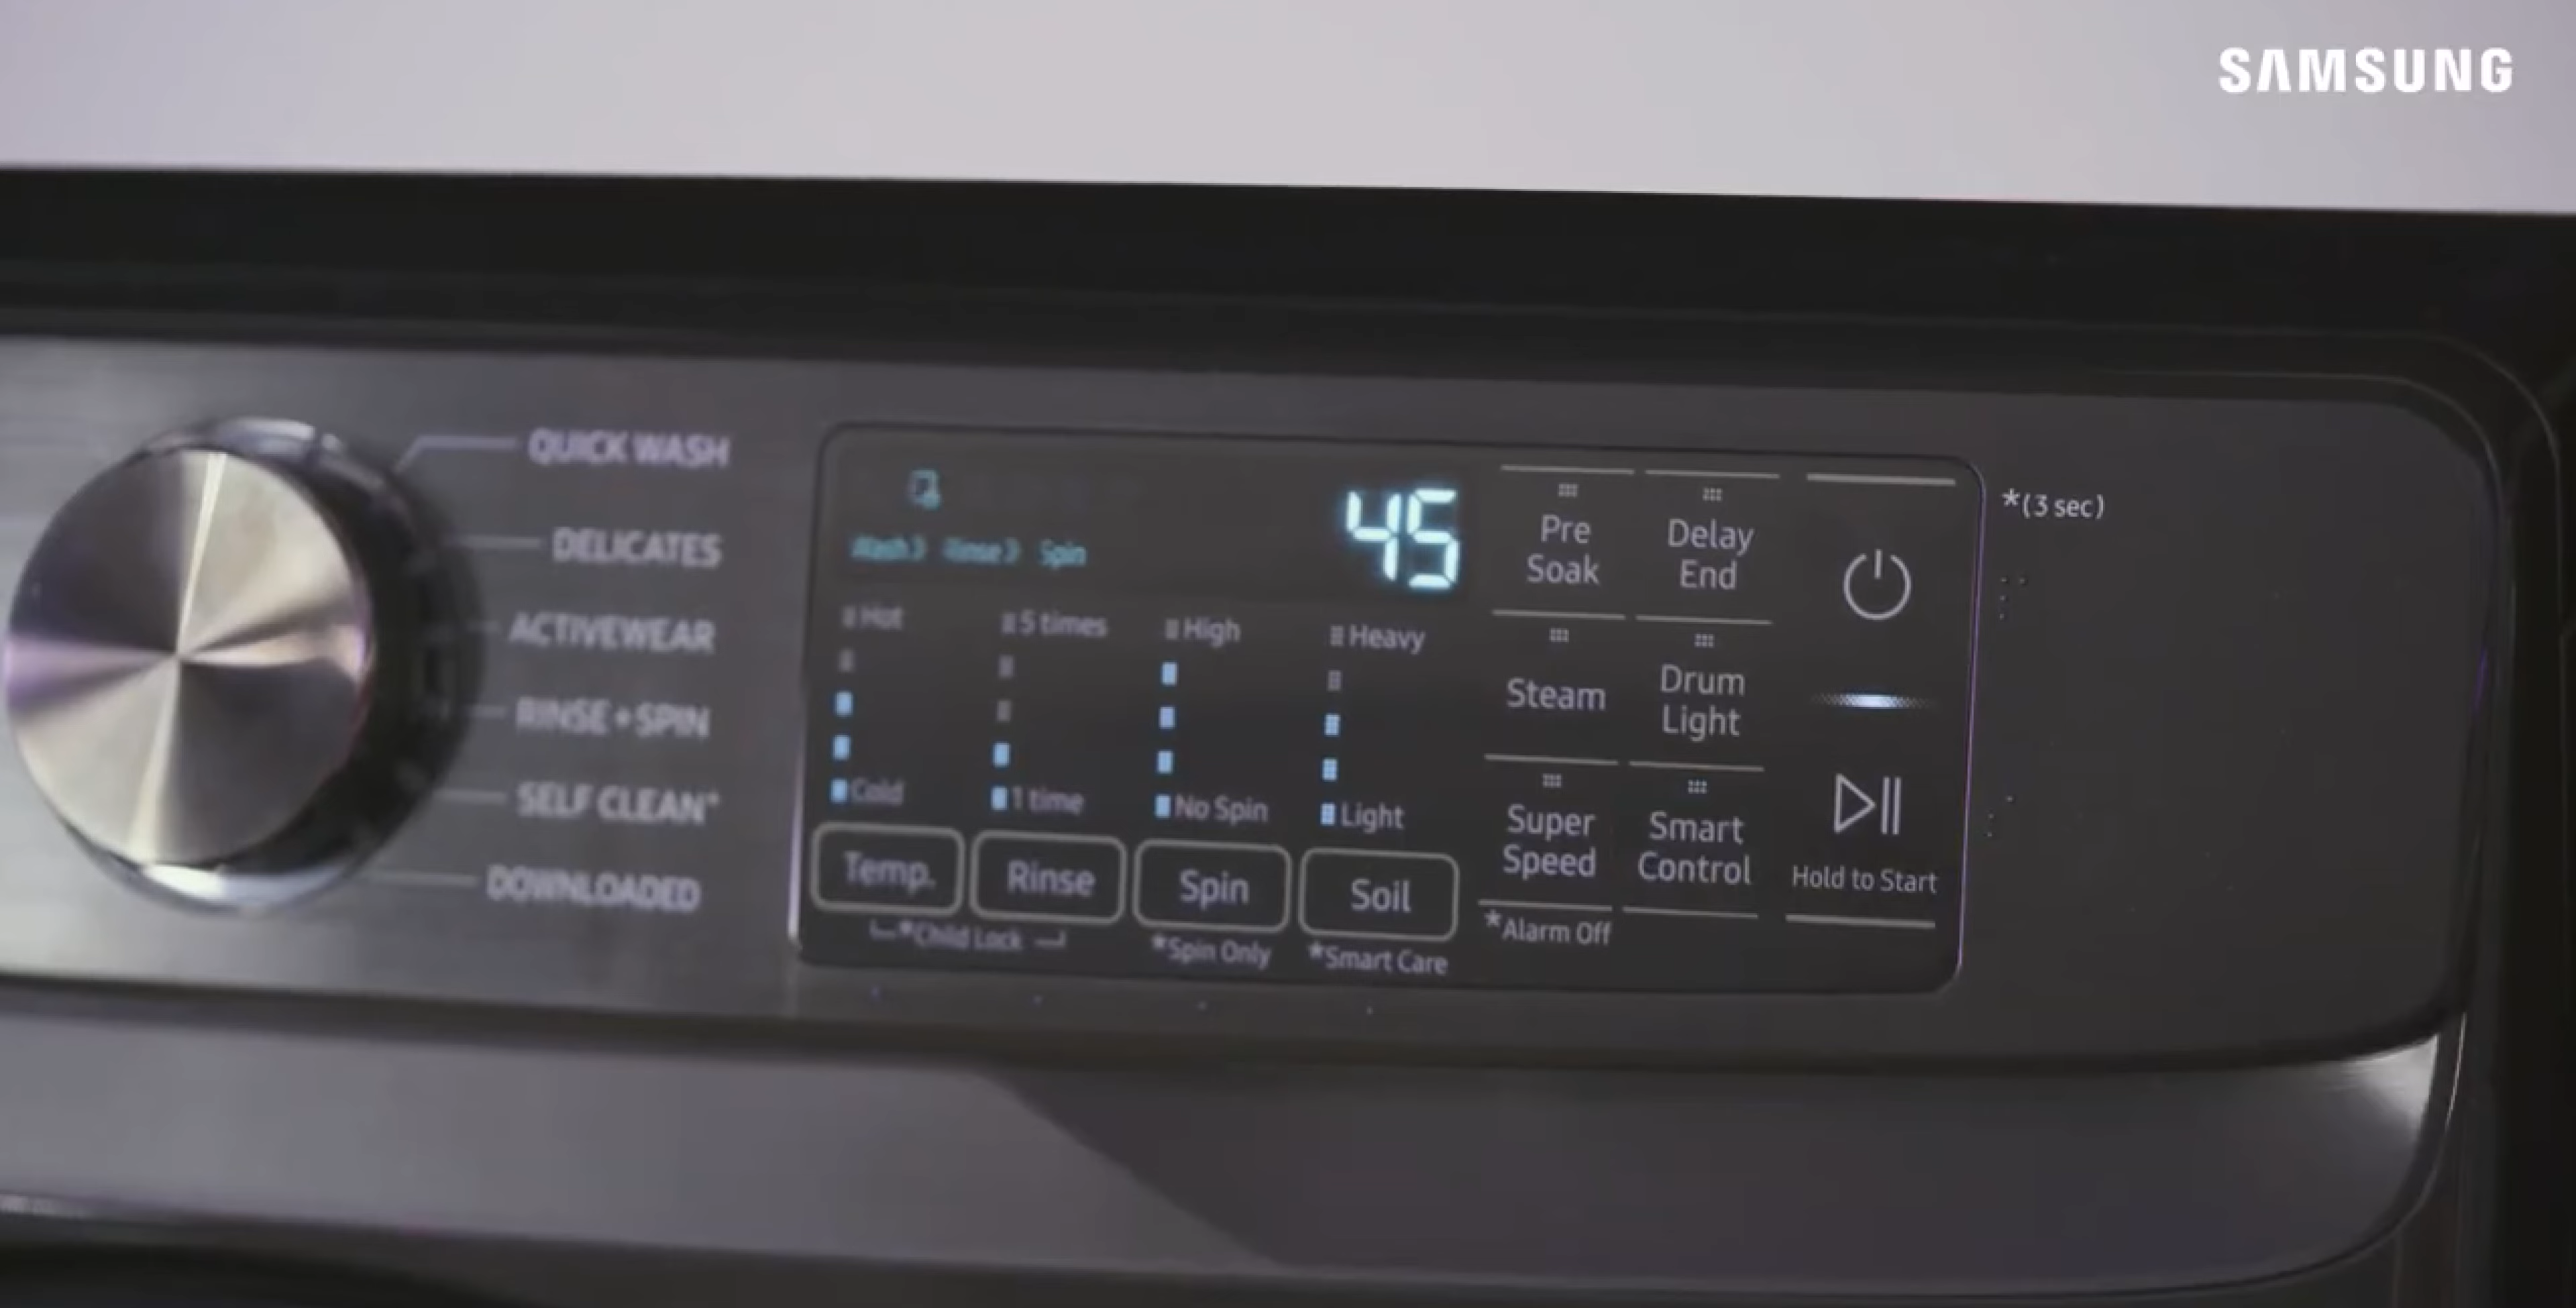 SAMSUNG
QUICK WASH
DELICATES
ACTIVEWEAR
RINSE+SPIN
SELF CLEAN+
DOWNLOADED
45
Wash> Rinse> Spin
Hot
5 times
High
Heavy
Cold
1 time
No Spin
Light
Temp.
Rinse
Spin
Soil
*Child Lock
*Spin Only
*Smart Care
Pre
Soak
Delay
End
Steam
Drum
Light
Super
Speed
Smart
Control
*Alarm Off
*(3 sec)
Hold to Start